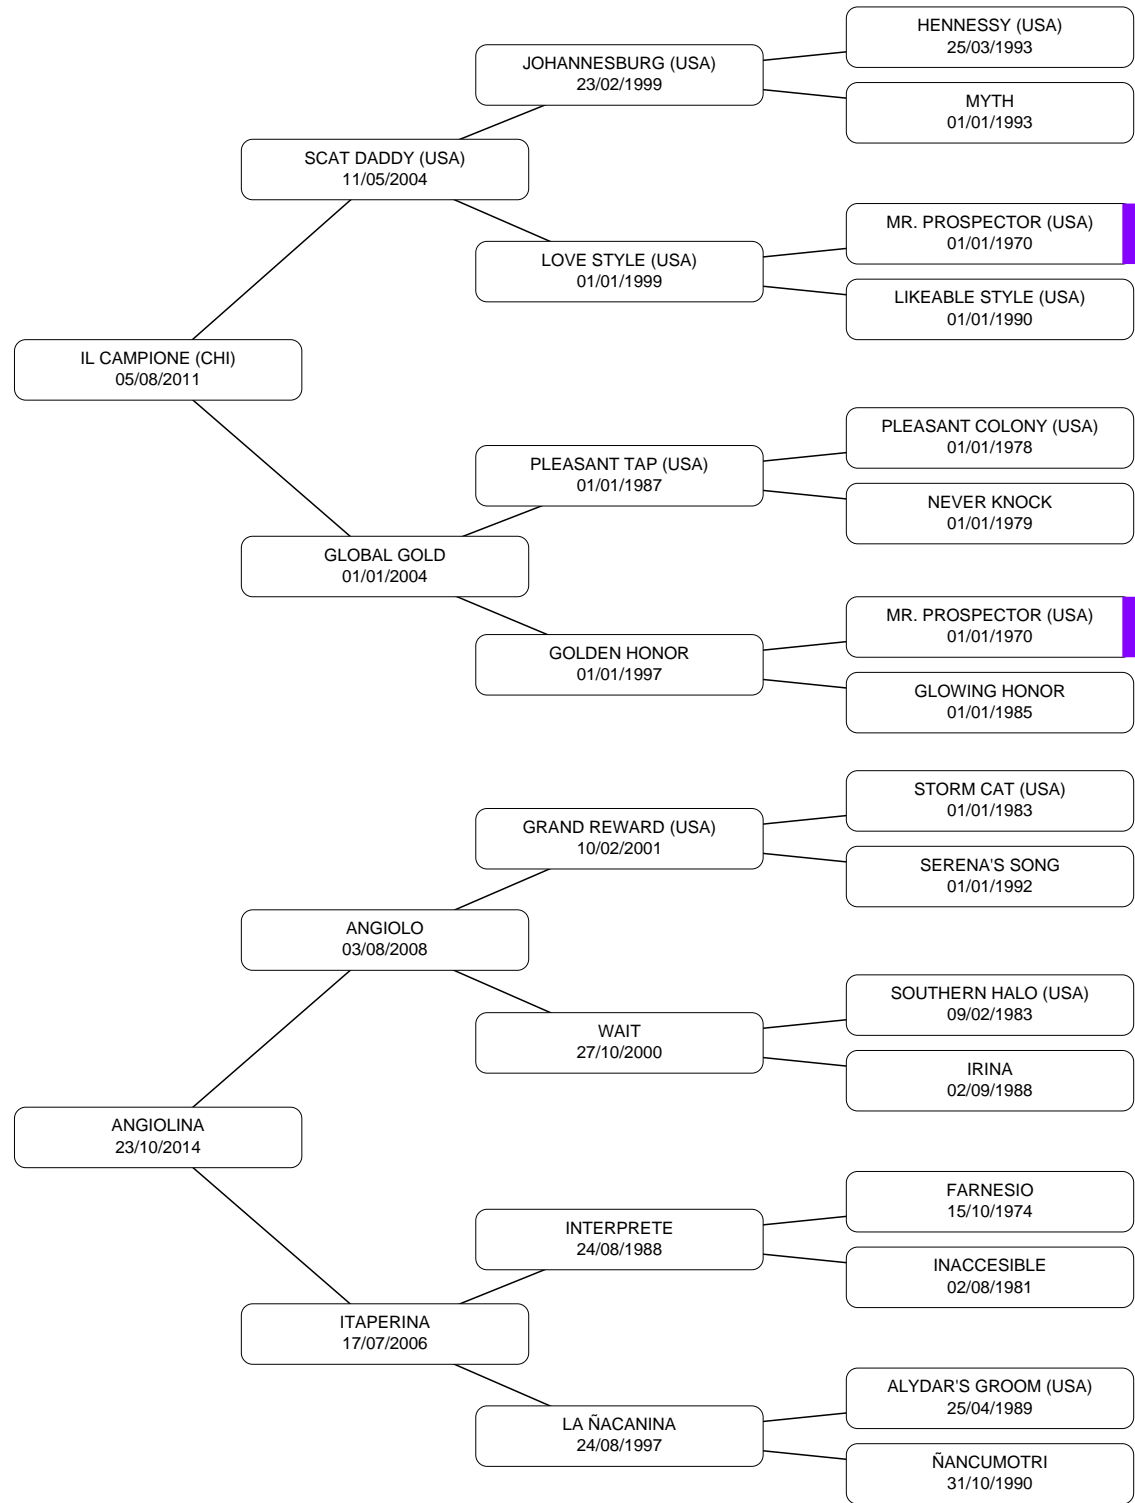 HENNESSY (USA)
25/03/1993
JOHANNESBURG (USA)
23/02/1999
MYTH
01/01/1993
SCAT DADDY (USA)
11/05/2004
MR. PROSPECTOR (USA)
01/01/1970
LOVE STYLE (USA)
01/01/1999
LIKEABLE STYLE (USA)
01/01/1990
IL CAMPIONE (CHI)
05/08/2011
PLEASANT COLONY (USA)
01/01/1978
PLEASANT TAP (USA)
01/01/1987
NEVER KNOCK
01/01/1979
GLOBAL GOLD
01/01/2004
MR. PROSPECTOR (USA)
01/01/1970
GOLDEN HONOR
01/01/1997
GLOWING HONOR
01/01/1985
STORM CAT (USA)
01/01/1983
GRAND REWARD (USA)
10/02/2001
SERENA'S SONG
01/01/1992
ANGIOLO
03/08/2008
SOUTHERN HALO (USA)
09/02/1983
WAIT
27/10/2000
IRINA
02/09/1988
ANGIOLINA
23/10/2014
FARNESIO
15/10/1974
INTERPRETE
24/08/1988
INACCESIBLE
02/08/1981
ITAPERINA
17/07/2006
ALYDAR'S GROOM (USA)
25/04/1989
LA ÑACANINA
24/08/1997
ÑANCUMOTRI
31/10/1990